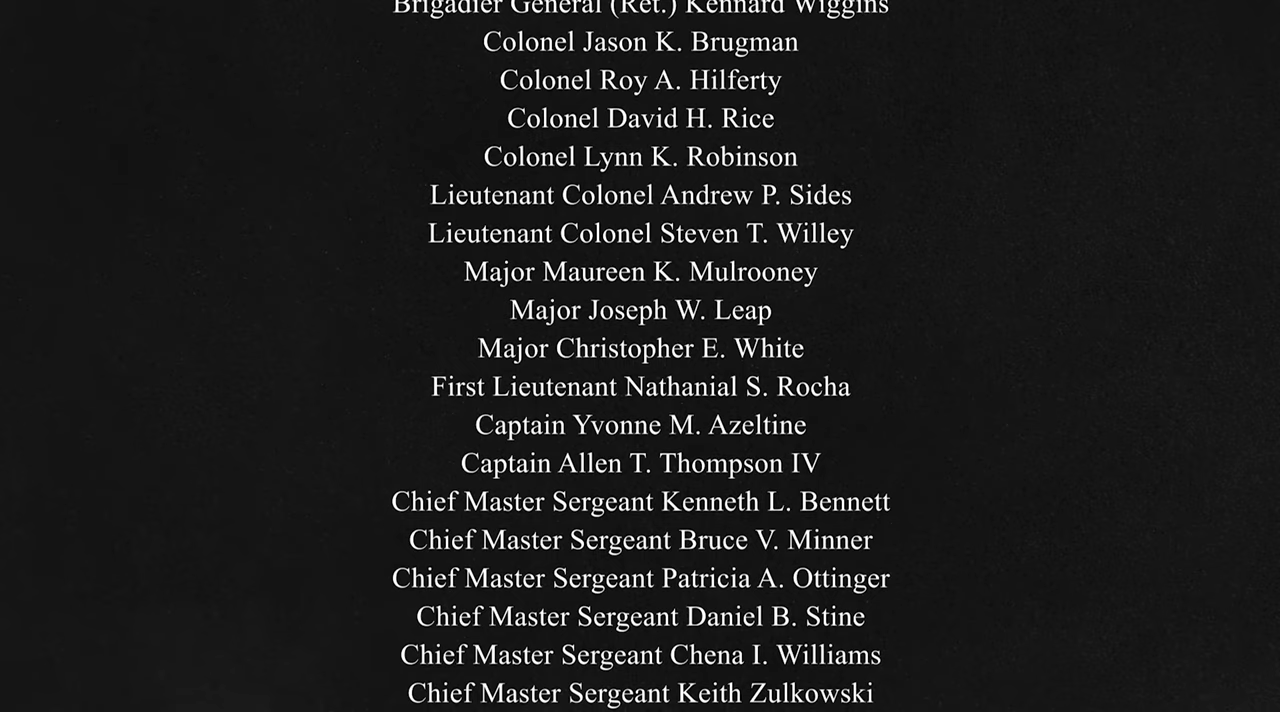 Brigadier General (Ret.) Kennard Wiggins
Colonel Jason K. Brugman
Colonel Roy A. Hilferty
Colonel David H. Rice
Colonel Lynn K. Robinson
Lieutenant Colonel Andrew P. Sides
Lieutenant Colonel Steven T. Willey
Major Maureen K. Mulrooney
Major Joseph W. Leap
Major Christopher E. White
First Lieutenant Nathanial S. Rocha
Captain Yvonne M. Azeltine
Captain Allen T. Thompson IV
Chief Master Sergeant Kenneth L. Bennett
Chief Master Sergeant Bruce V. Minner
Chief Master Sergeant Patricia A. Ottinger
Chief Master Sergeant Daniel B. Stine
Chief Master Sergeant Chena I. Williams
Chief Master Sergeant Keith Zulkowski